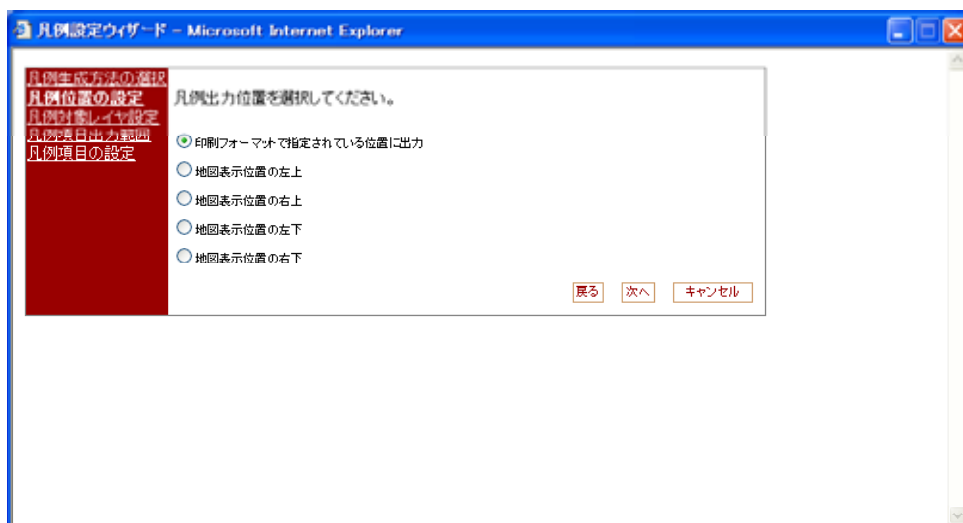 凡例設定ウィザード - Microsoft Internet Explorer
凡例生成方法の選択
凡例位置の設定
凡例対象レイヤ設定
凡例項目出力範囲
凡例項目の設定
凡例出力位置を選択してください。
印刷フォーマットで指定されている位置に出力
地図表示位置の左上
地図表示位置の右上
地図表示位置の左下
地図表示位置の右下
戻る 次へ キャンセル